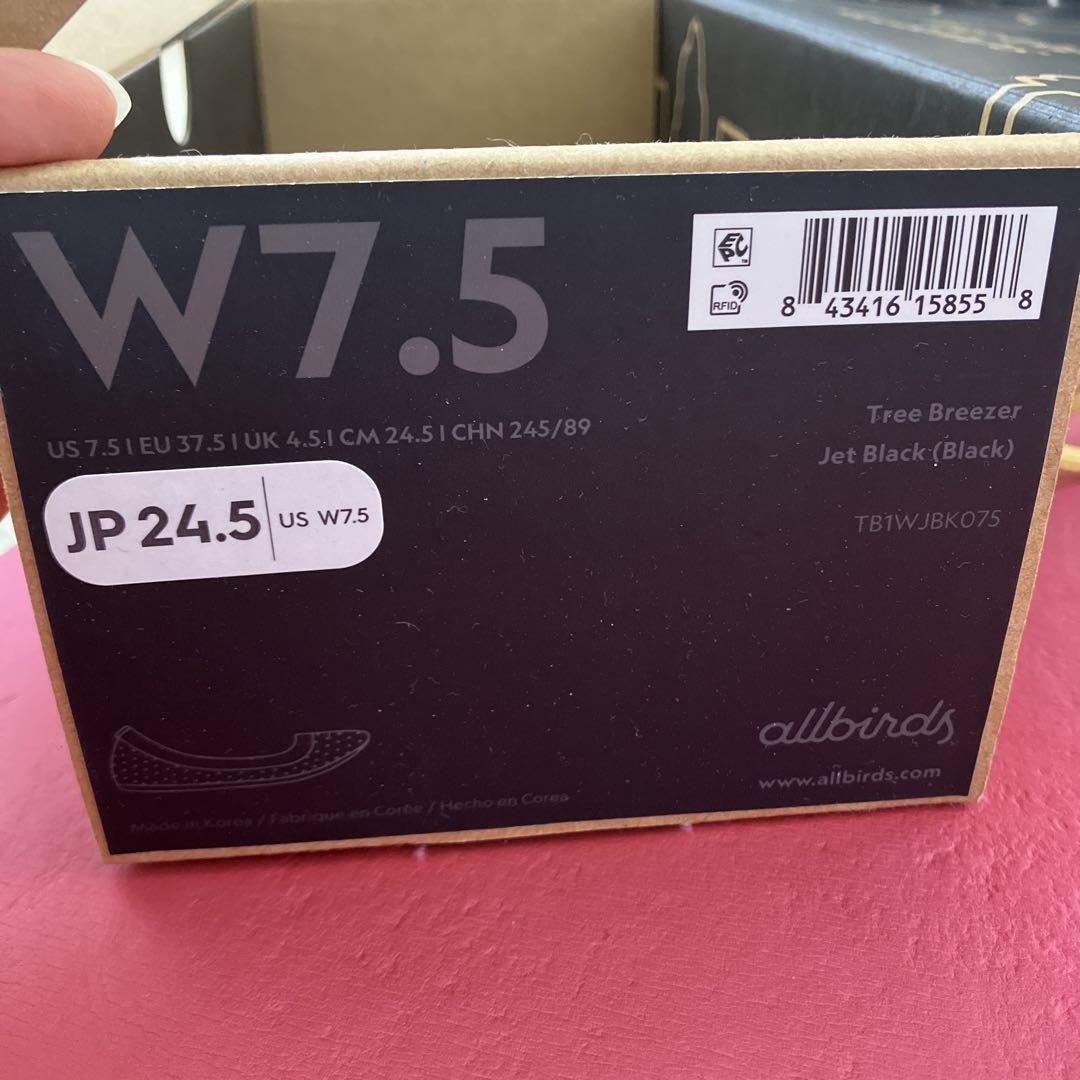 W7.5
EPC
TM
RFID
8 43416 15855 8
US 7.5 I EU 37.5 I UK 4.5 I CM 24.5 I CHN 245/89
Tree Breezer
Jet Black (Black)
JP 24.5 US W7.5
TB1WJBK075
allbirds
www.allbirds.com
Made in Korea / Fabriqué en Corée / Hecho en Corea